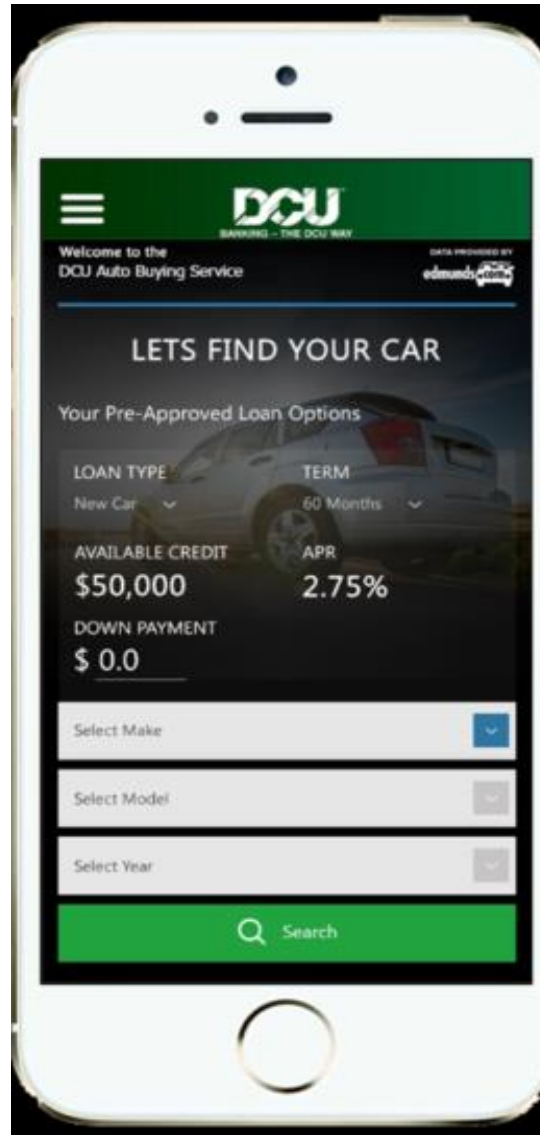 DCU
BANKING – THE DCU WAY
Welcome to the
DCU Auto Buying Service
DATA PROVIDED BY
edmunds.com
LETS FIND YOUR CAR
Your Pre-Approved Loan Options
LOAN TYPE TERM
New Car 60 Months
AVAILABLE CREDIT APR
$50,000 2.75%
DOWN PAYMENT
$ 0.0
Select Make
Select Model
Select Year
Search